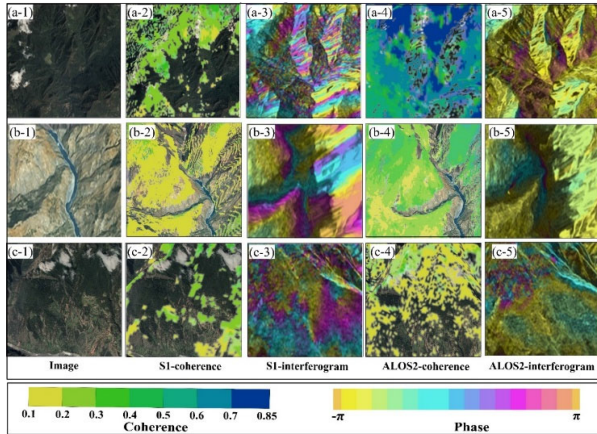 (a-1) (a-2) (a-3) (a-4) (a-5)
(b-1) (b-2) (b-3) (b-4) (b-5)
(c-1) (c-2) (c-3) (c-4) (c-5)
Image S1-coherence S1-interferogram ALOS2-coherence ALOS2-interferogram
0.1 0.2 0.3 0.4 0.5 0.6 0.7 0.85
-π π
Coherence Phase